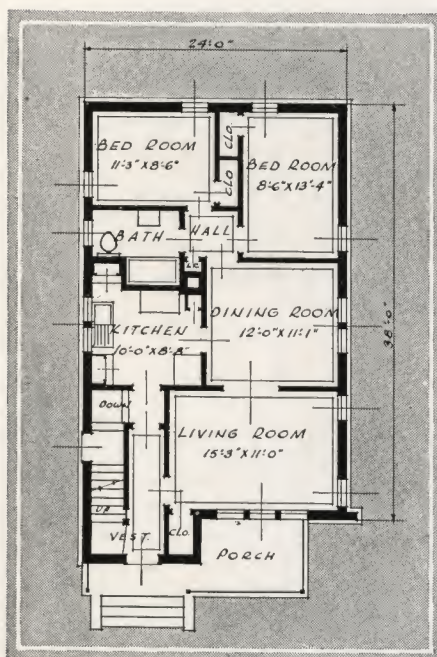 24'-0"
BED ROOM
11'-3" X 8'-6"
CLO
CLO
BED ROOM
8'-6" X 13'-4"
BATH
HALL
KITCHEN
10'-0" X 8'-8"
DINING ROOM
12'-0" X 11'-1"
38'-0"
DOWN
LIVING ROOM
15'-3" X 11'-0"
UP
VEST.
CLO.
PORCH